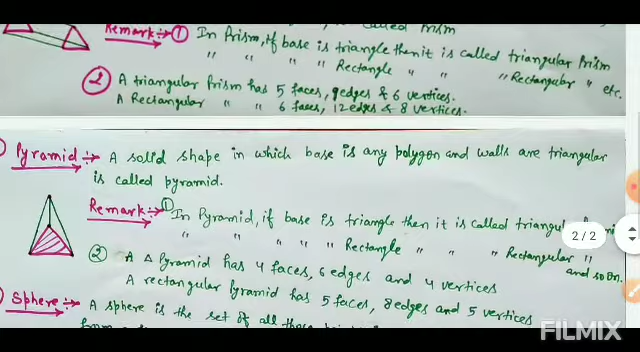 called Prism
Remark:→ ① In Prism, if base is triangle then it is called triangular Prism
" " " " Rectangle " " " Rectangular " etc.
② A triangular Prism has 5 faces, 9 edges & 6 vertices.
A Rectangular " " 6 faces, 12 edges & 8 vertices.
Pyramid:→ A solid shape in which base is any polygon and walls are triangular
is called pyramid.
Remark:→ ① In Pyramid, if base is triangle then it is called
" " " " Rectangle " " " Rectangular "
and so on.
2/2
② A △ Pyramid has 4 faces, 6 edges and 4 vertices
A rectangular Pyramid has 5 faces, 8 edges and 5 vertices
Sphere:→ A sphere is the set of all
FILMIX